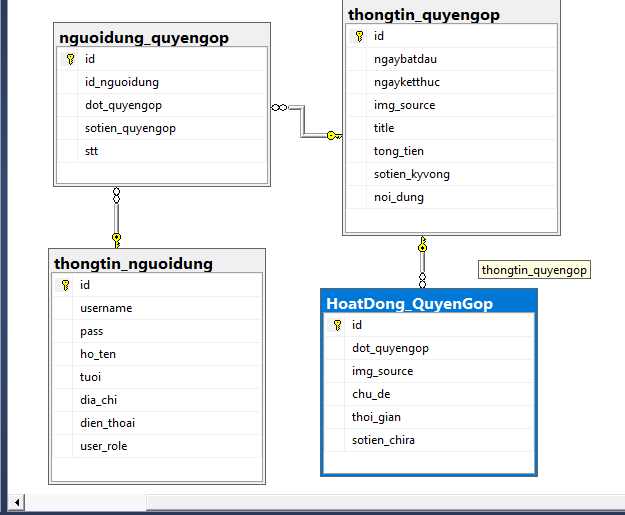 nguoidung_quyengop
id
id_nguoidung
dot_quyengop
sotien_quyengop
stt
thongtin_quyengop
id
ngaybatdau
ngayketthuc
img_source
title
tong_tien
sotien_kyvong
noi_dung
thongtin_nguoidung
id
username
pass
ho_ten
tuoi
dia_chi
dien_thoai
user_role
thongtin_quyengop
HoatDong_QuyenGop
id
dot_quyengop
img_source
chu_de
thoi_gian
sotien_chira